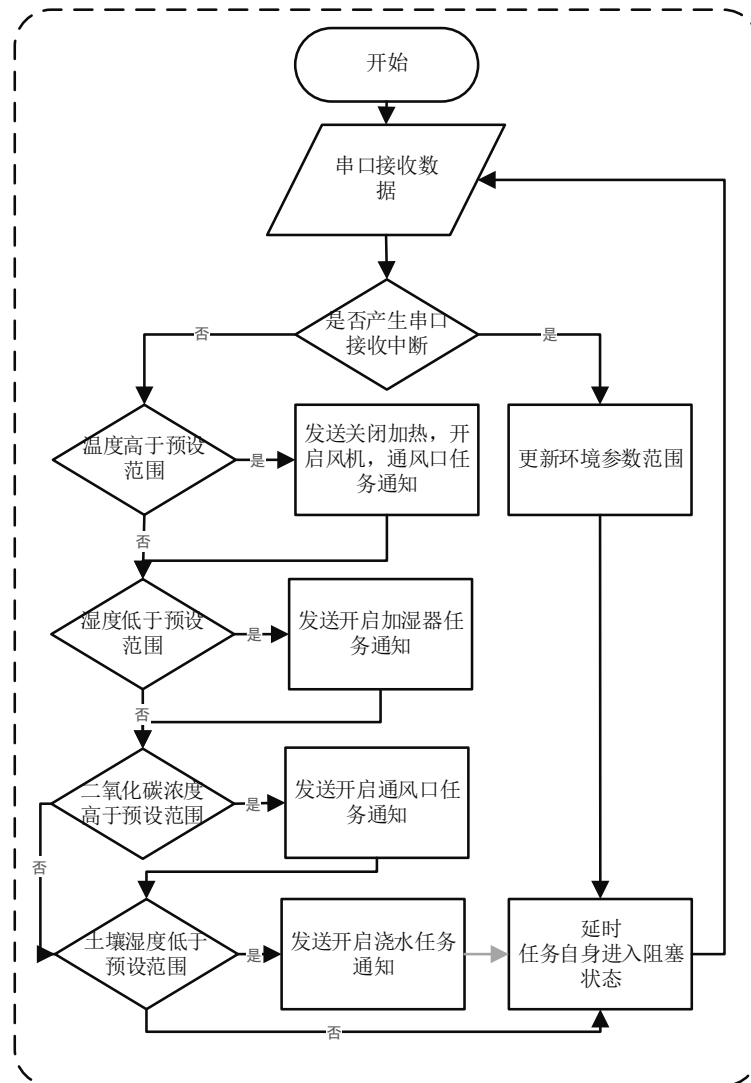 开始
串口接收数
据
是否产生串口
接收中断
否
是
温度高于预设
范围
是
发送关闭加热，开
启风机，通风口任
务通知
更新环境参数范围
否
湿度低于预设
范围
是
发送开启加湿器任
务通知
否
二氧化碳浓度
高于预设范围
是
发送开启通风口任
务通知
否
土壤湿度低于
预设范围
是
发送开启浇水任务
通知
延时
任务自身进入阻塞
状态
否